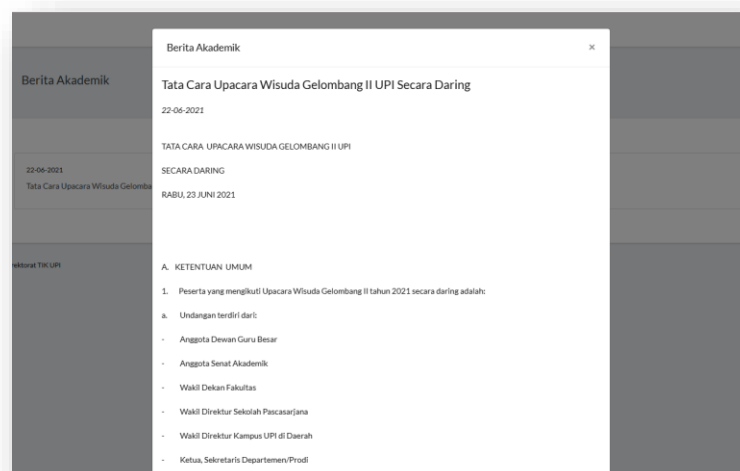 Berita Akademik ×
Berita Akademik
Tata Cara Upacara Wisuda Gelombang II UPI Secara Daring
22-06-2021
TATA CARA UPACARA WISUDA GELOMBANG II UPI
22-06-2021
SECARA DARING
Tata Cara Upacara Wisuda Gelomba
RABU, 23 JUNI 2021
rektorat TIK UPI
A. KETENTUAN UMUM
1. Peserta yang mengikuti Upacara Wisuda Gelombang II tahun 2021 secara daring adalah:
a. Undangan terdiri dari:
- Anggota Dewan Guru Besar
- Anggota Senat Akademik
- Wakil Dekan Fakultas
- Wakil Direktur Sekolah Pascasarjana
- Wakil Direktur Kampus UPI di Daerah
- Ketua, Sekretaris Departemen/Prodi